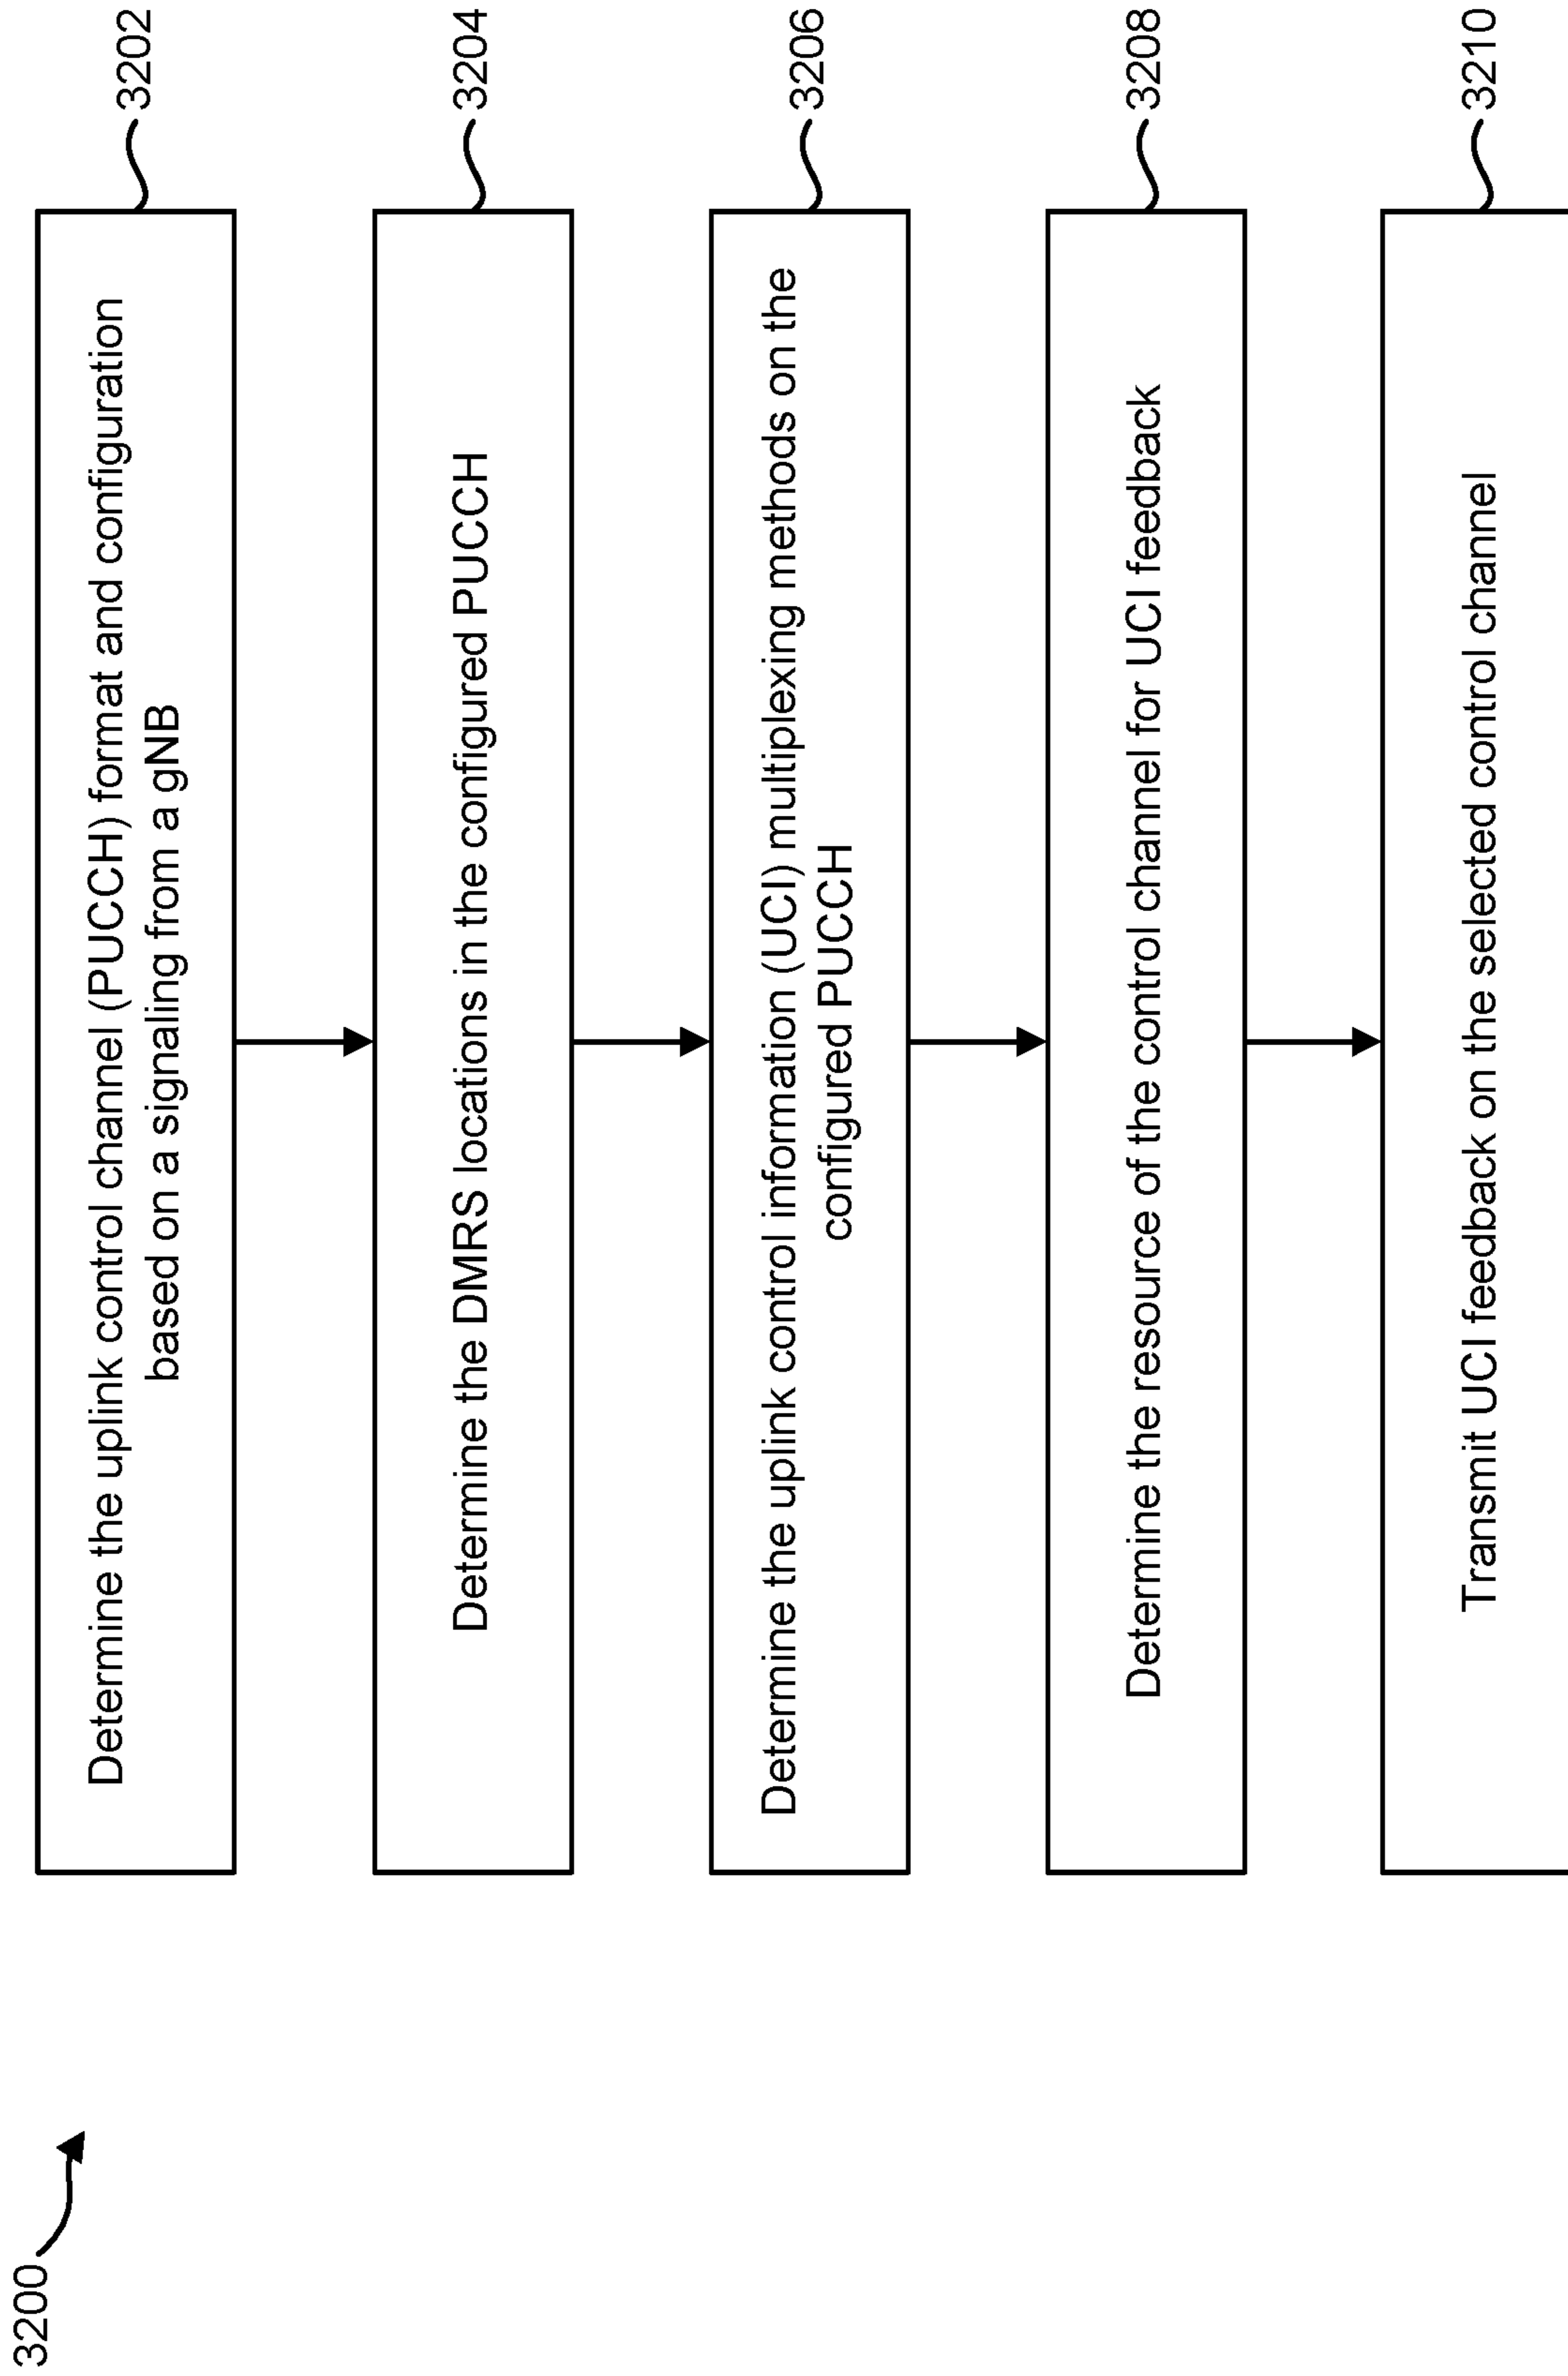 3200
Determine the uplink control channel (PUCCH) format and configuration
based on a signaling from a gNB
3202
Determine the DMRS locations in the configured PUCCH
3204
Determine the uplink control information (UCI) multiplexing methods on the
configured PUCCH
3206
Determine the resource of the control channel for UCI feedback
3208
Transmit UCI feedback on the selected control channel
3210